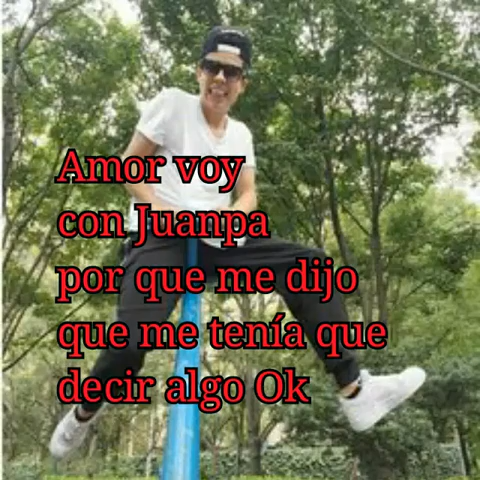 Amor voy
con Juanpa
por que me dijo
que me tenía que
decir algo Ok